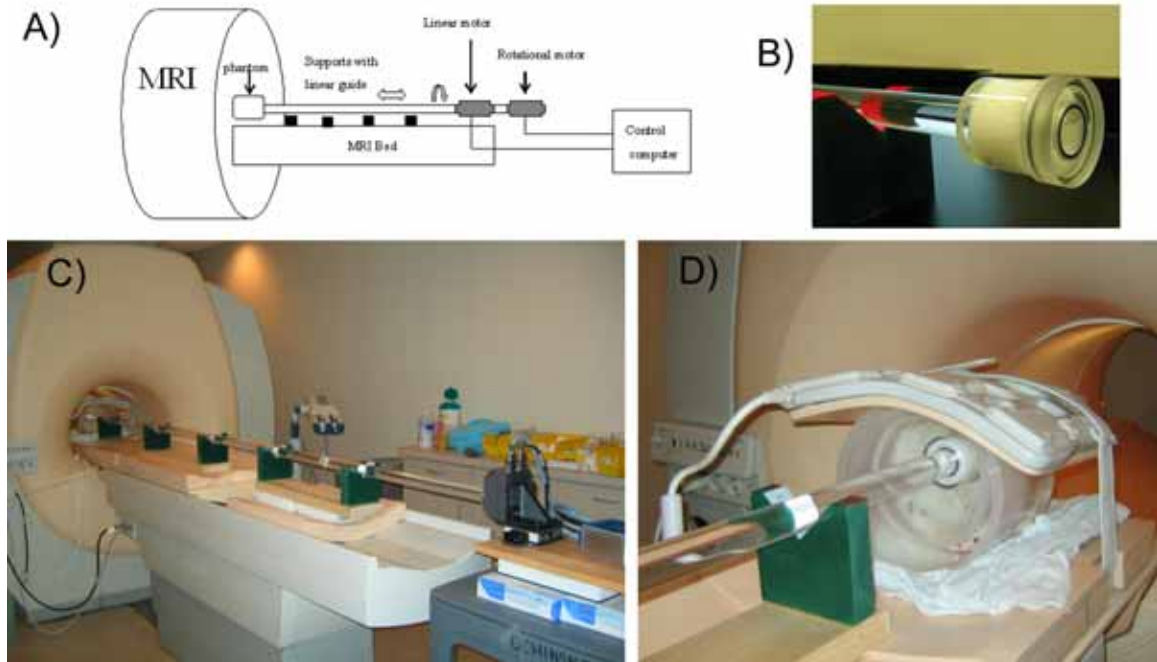 A)
Linear motor
Rotational motor
Supports with
linear guide
phantom
MRI
MRI Bed
Control
computer
B)
C)
D)